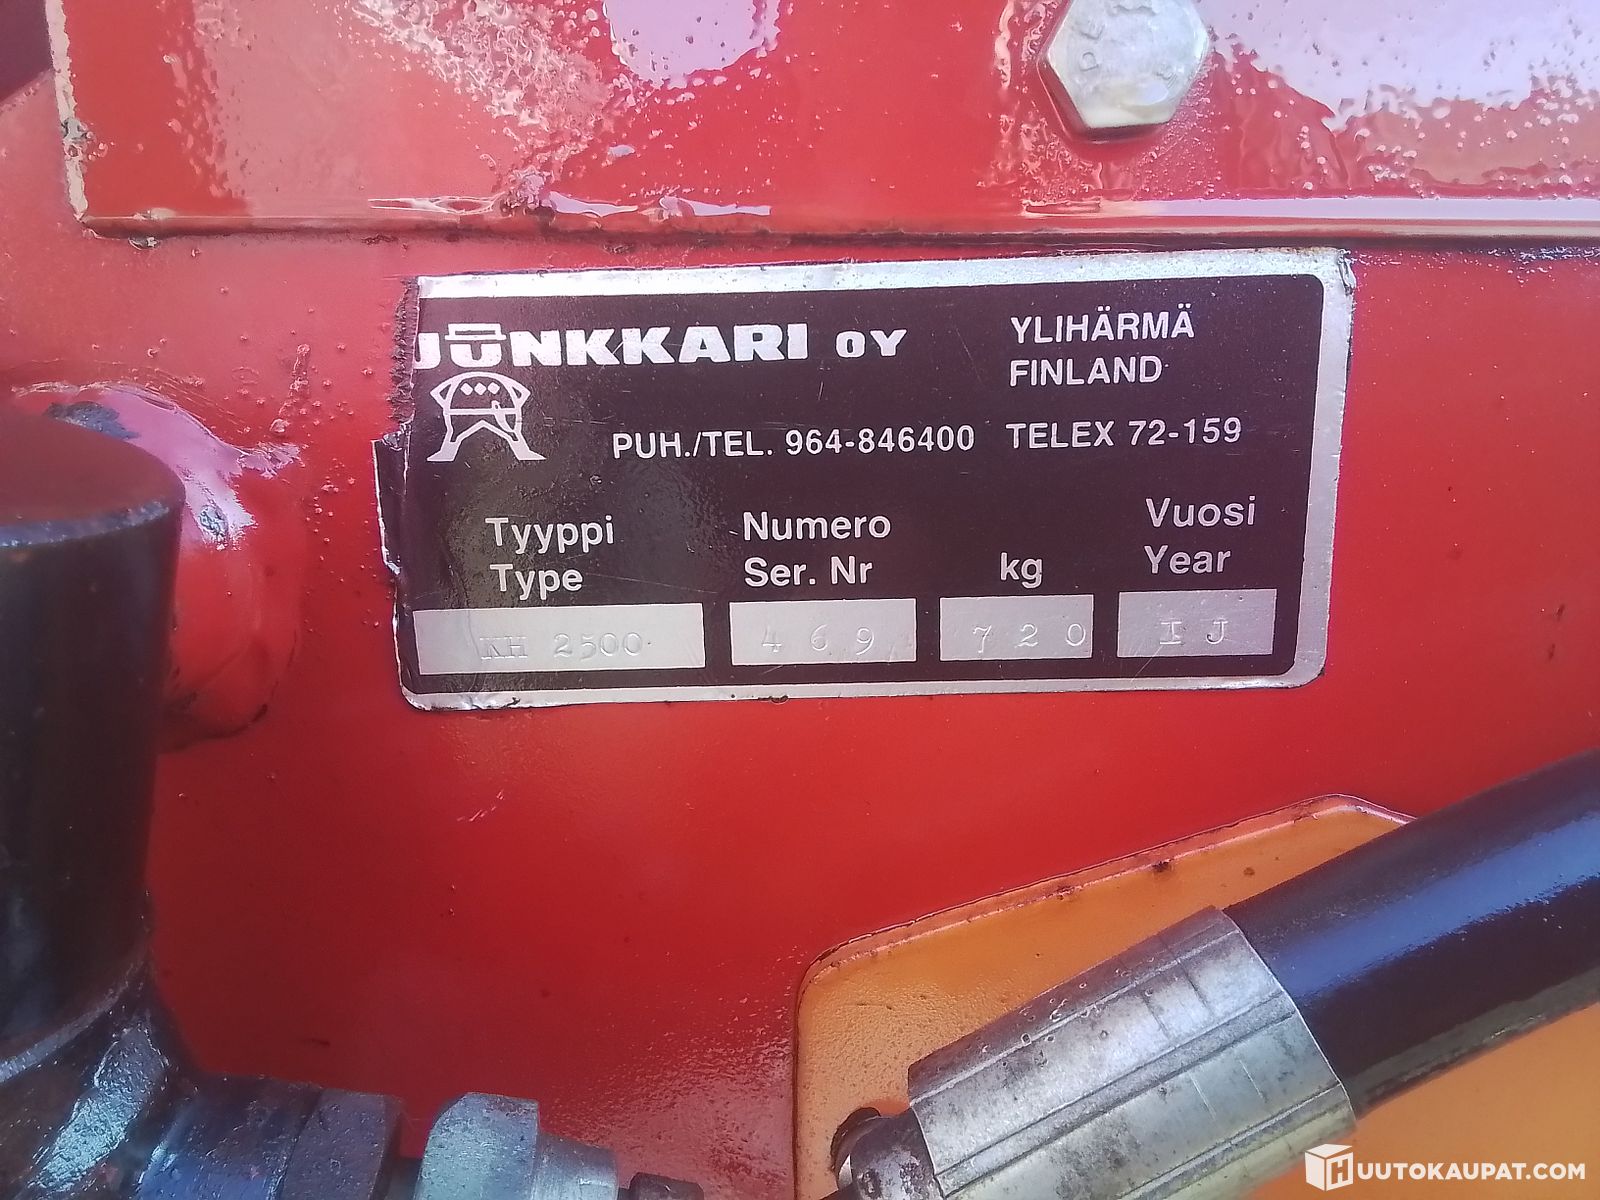 JUNKKARI OY
YLIHÄRMÄ
FINLAND
PUH./TEL. 964-846400 TELEX 72-159
Tyyppi Numero Vuosi
Type Ser. Nr kg Year
KH 2500 469 720 IJ
HUUTOKAUPAT.COM